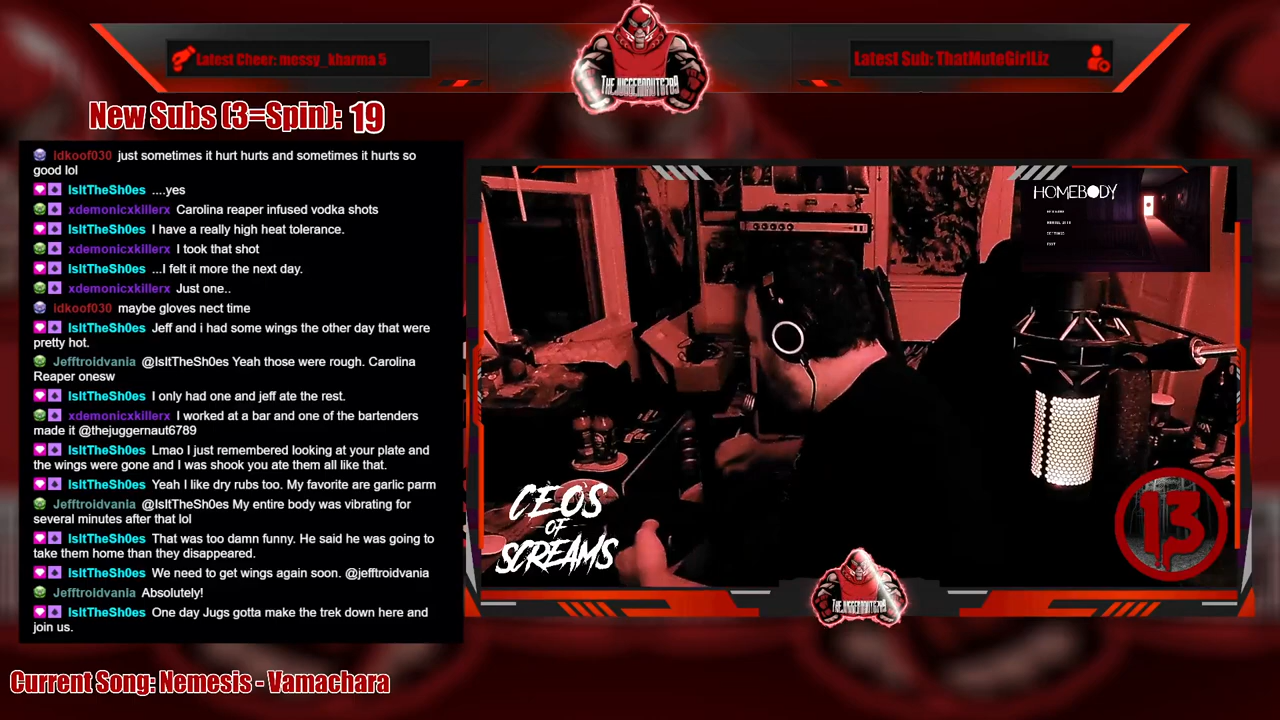 Latest Cheer: messy_kharma 5
THEJUGGERNAUT6789
Latest Sub: ThatMuteGirlLiz
New Subs (3=Spin): 19
Idkoof030 just sometimes it hurt hurts and sometimes it hurts so
good lol
IsItTheSh0es ....yes
xdemonicxkillerx Carolina reaper infused vodka shots
IsItTheSh0es I have a really high heat tolerance.
xdemonicxkillerx I took that shot
IsItTheSh0es ...I felt it more the next day.
xdemonicxkillerx Just one..
Idkoof030 maybe gloves nect time
IsItTheSh0es Jeff and i had some wings the other day that were
pretty hot.
Jefftroidvania @IsItTheSh0es Yeah those were rough. Carolina
Reaper onesw
IsItTheSh0es I only had one and jeff ate the rest.
xdemonicxkillerx I worked at a bar and one of the bartenders
made it @thejuggernaut6789
IsItTheSh0es Lmao I just remembered looking at your plate and
the wings were gone and I was shook you ate them all like that.
IsItTheSh0es Yeah I like dry rubs too. My favorite are garlic parm
Jefftroidvania @IsItTheSh0es My entire body was vibrating for
several minutes after that lol
IsItTheSh0es That was too damn funny. He said he was going to
take them home than they disappeared.
IsItTheSh0es We need to get wings again soon. @jefftroidvania
Jefftroidvania Absolutely!
IsItTheSh0es One day Jugs gotta make the trek down here and
join us.
HOMEBODY
CEOS
OF
SCREAMS
13
THEJUGGERNAUT6789
Current Song: Nemesis - Vamachara